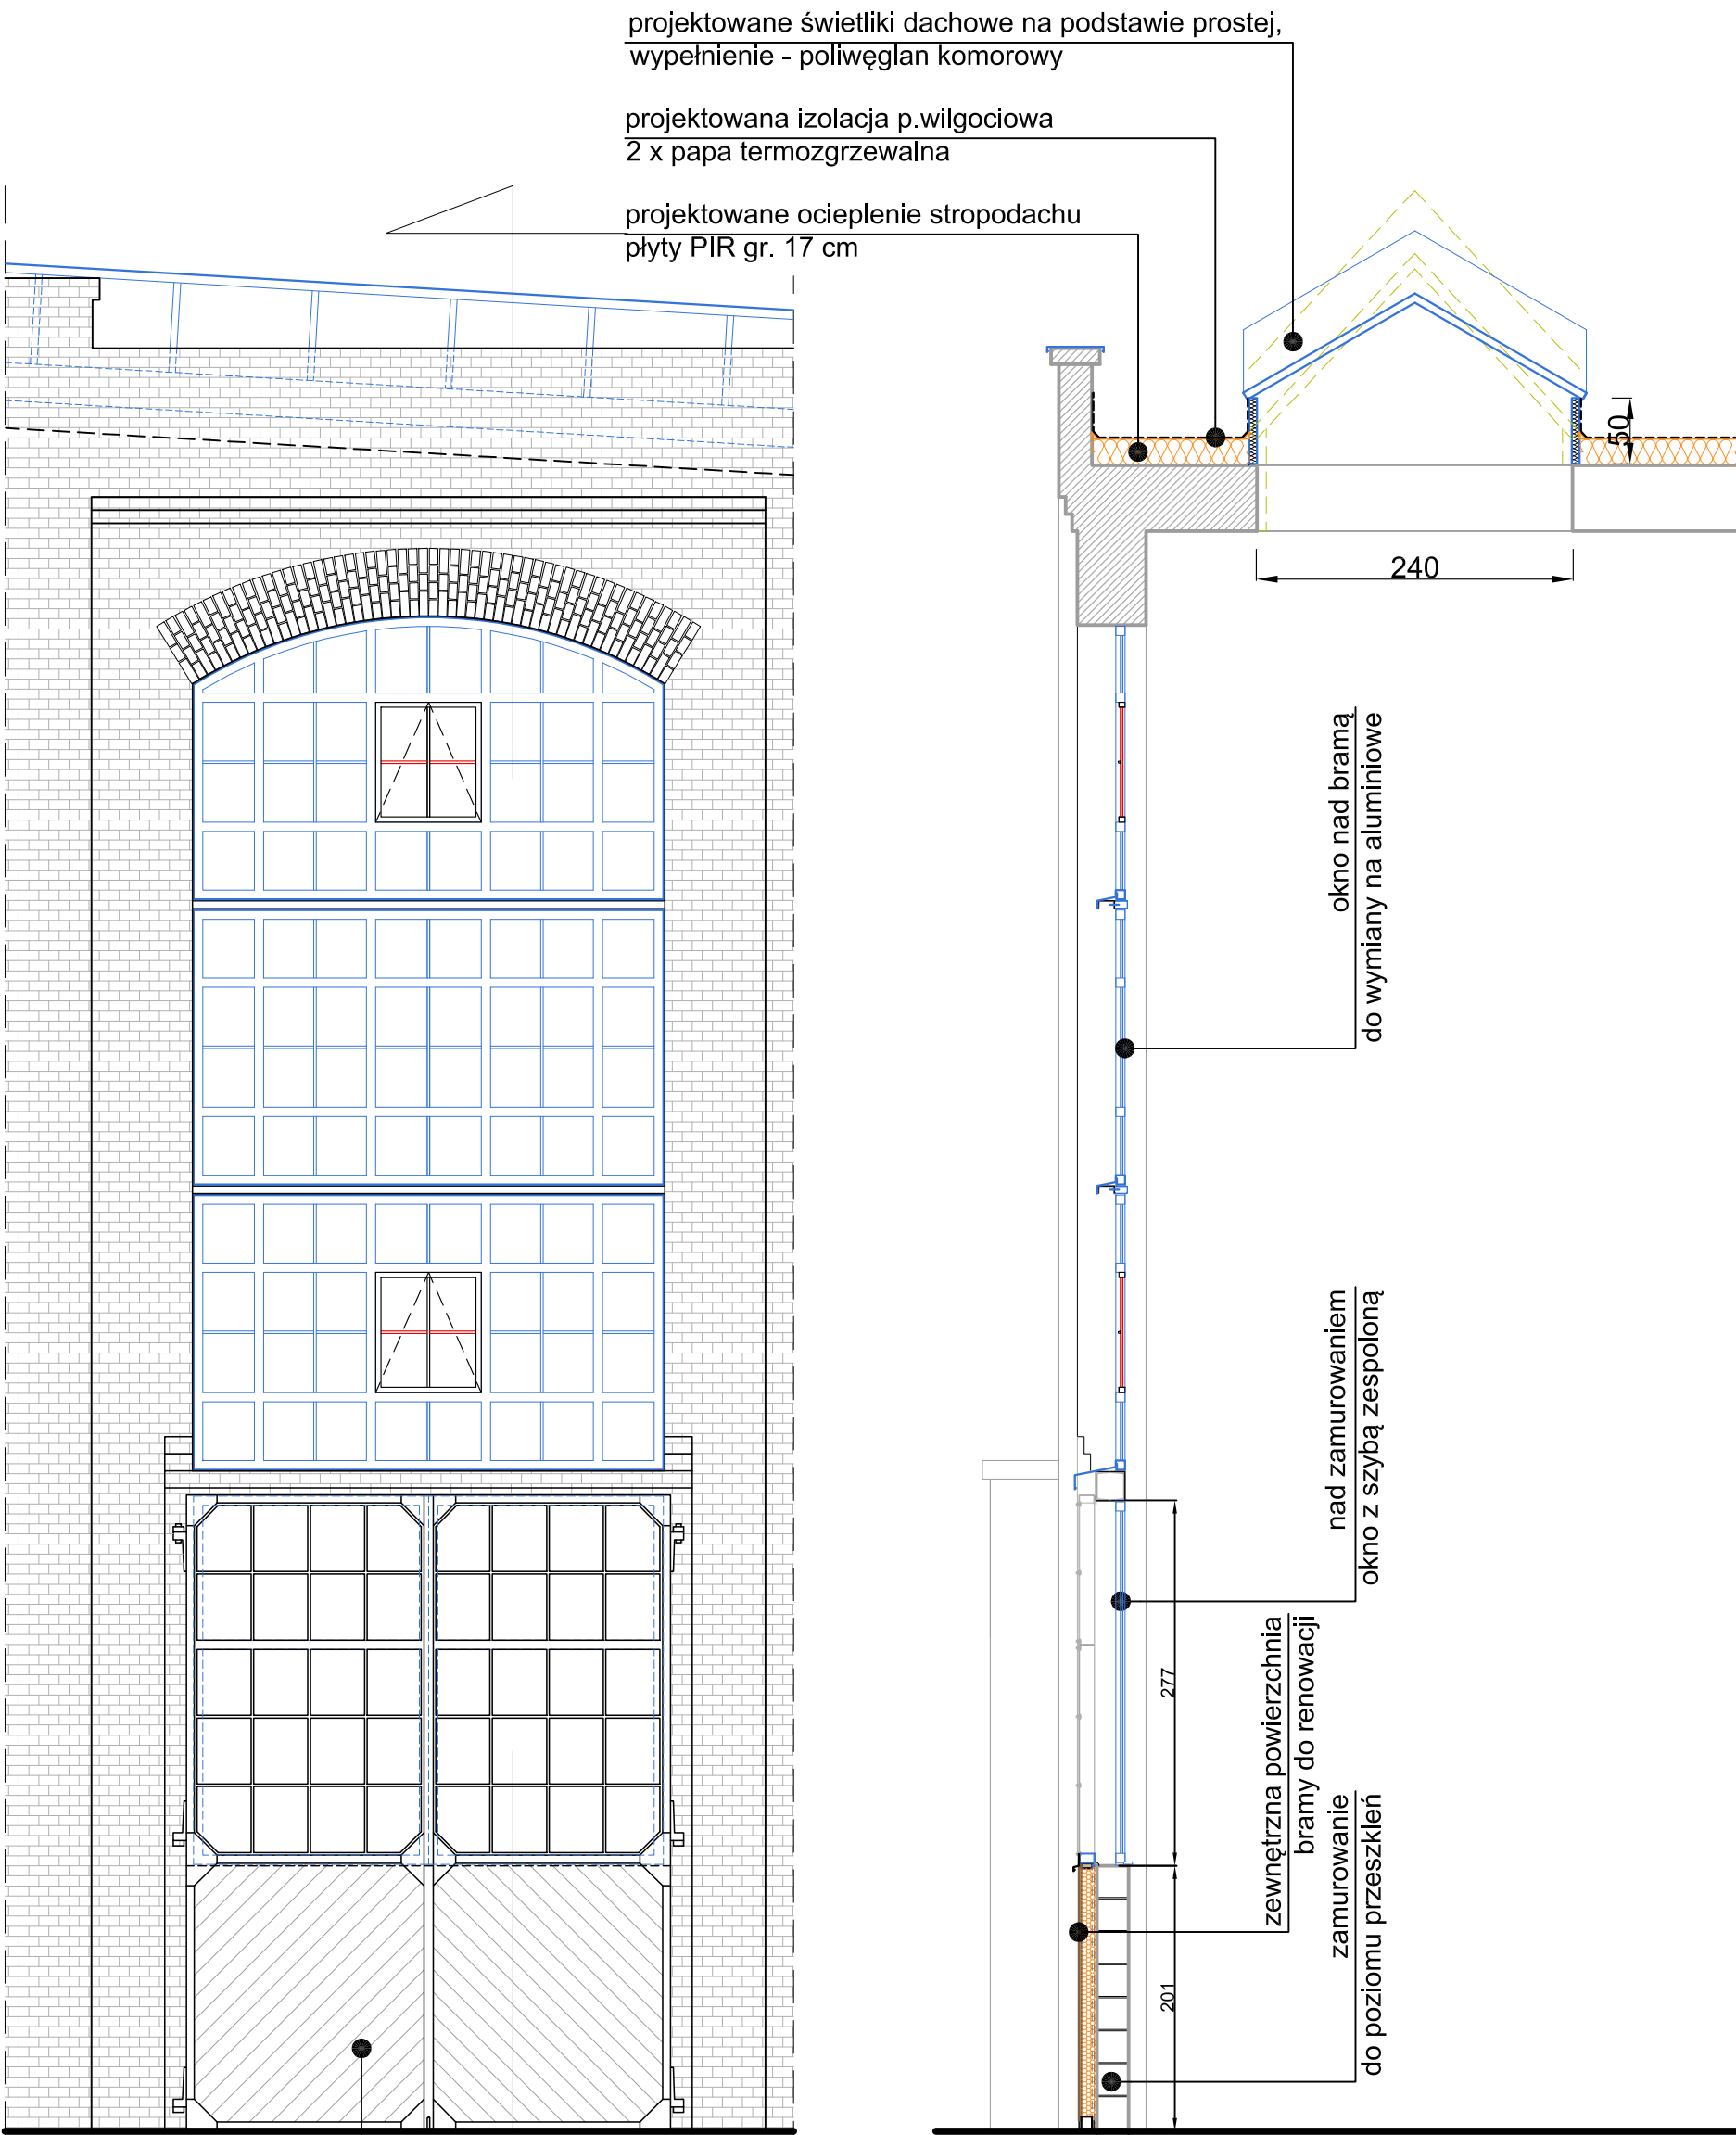 projektowane świetliki dachowe na podstawie prostej,
wypełnienie - poliwęglan komorowy
projektowana izolacja p.wilgociowa
2 x papa termozgrzewalna
projektowane ocieplenie stropodachu
płyty PIR gr. 17 cm
50
240
okno nad bramą
do wymiany na aluminiowe
nad zamurowaniem
okno z szybą zespoloną
277
zewnętrzna powierzchnia
bramy do renowacji
zamurowanie
do poziomu przeszkleń
201